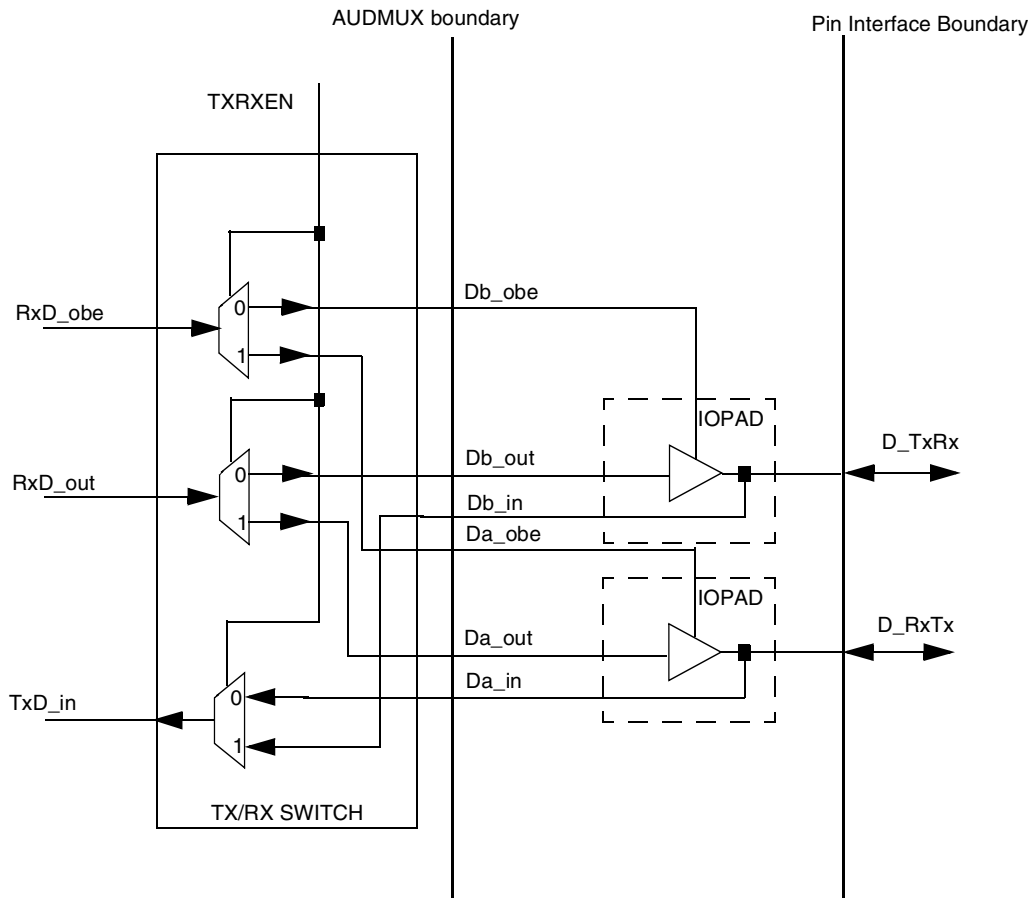 AUDMUX boundary
Pin Interface Boundary
TXRXEN
RxD_obe
0
1
Db_obe
IOPAD
D_TxRx
RxD_out
0
1
Db_out
Db_in
Da_obe
IOPAD
D_RxTx
Da_out
Da_in
TxD_in
0
1
TX/RX SWITCH